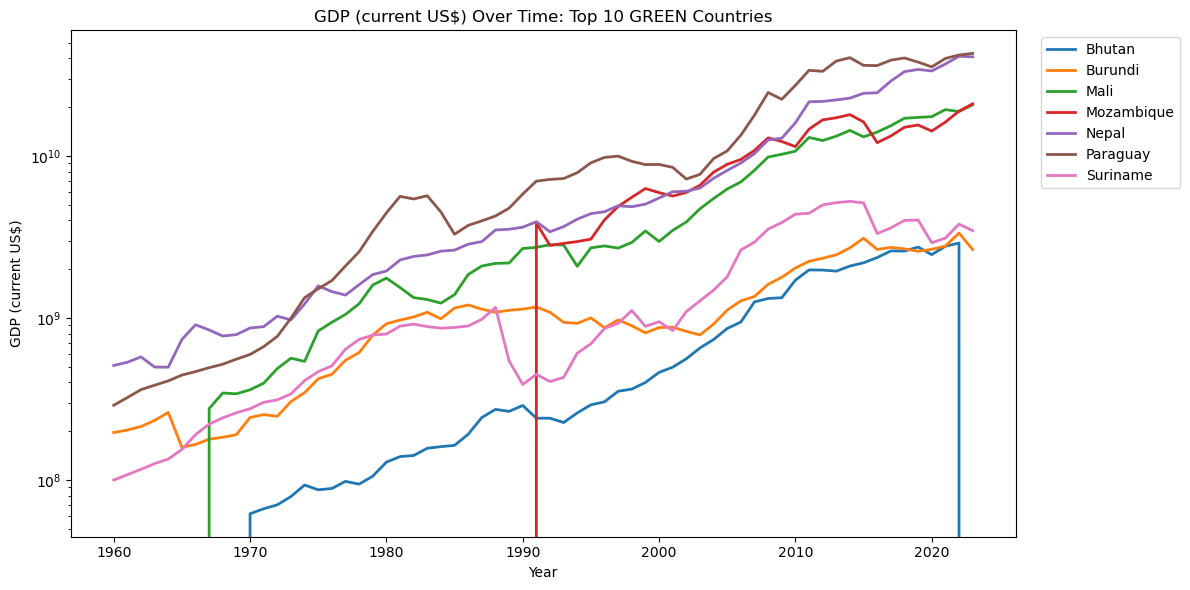 GDP (current US$) Over Time: Top 10 GREEN Countries
GDP (current US$)
10^10
10^9
10^8
1960 1970 1980 1990 2000 2010 2020
Year
Bhutan
Burundi
Mali
Mozambique
Nepal
Paraguay
Suriname